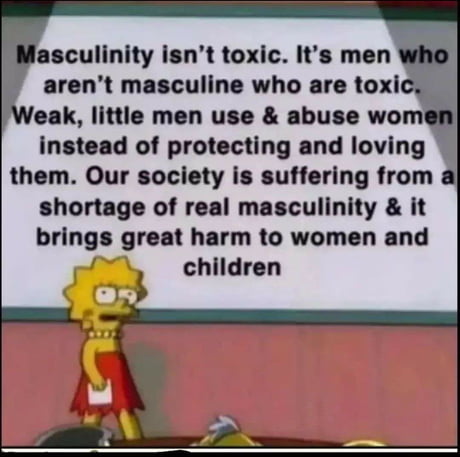 Masculinity isn't toxic. It's men who
aren't masculine who are toxic.
Weak, little men use & abuse women
instead of protecting and loving
them. Our society is suffering from a
shortage of real masculinity & it
brings great harm to women and
children